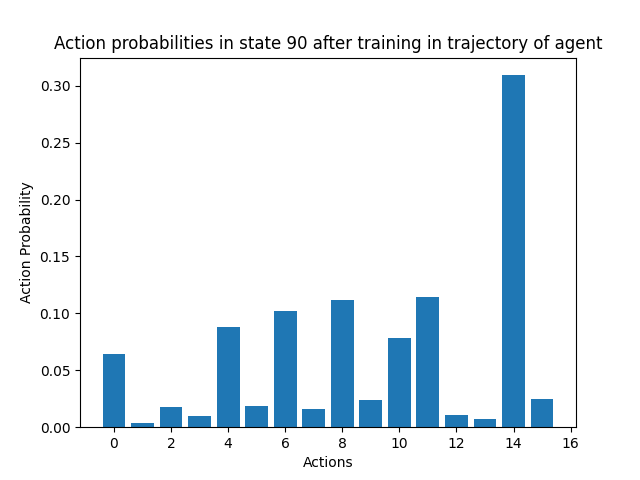 Action probabilities in state 90 after training in trajectory of agent
0.30
0.25
0.20
0.15
0.10
0.05
0.00
Action Probability
0 2 4 6 8 10 12 14 16
Actions